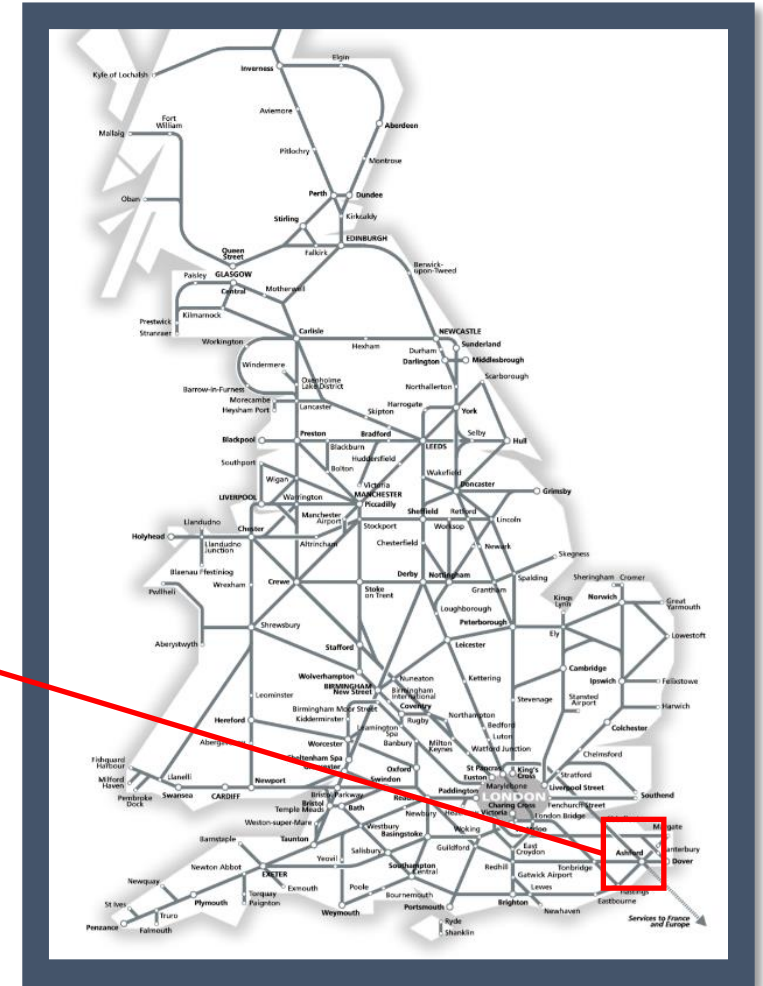 Elgin
Kyle of Lochalsh
Inverness
Aviemore
Fort
William
Aberdeen
Mallaig
Pitlochry
Montrose
Oban
Perth
Dundee
Stirling
Kirkcaldy
Queen
Street
Falkirk
EDINBURGH
Berwick-
upon-Tweed
Paisley
GLASGOW
Central
Motherwell
Prestwick
Kilmarnock
Stranraer
Carlisle
NEWCASTLE
Workington
Hexham
Sunderland
Durham
Darlington
Middlesbrough
Windermere
Oxenholme
Lake District
Scarborough
Barrow-in-Furness
Northallerton
Morecambe
Heysham Port
Lancaster
Harrogate
Skipton
York
Blackpool
Preston
Bradford
Selby
Hull
Blackburn
LEEDS
Huddersfield
Southport
Bolton
Wakefield
Wigan
Victoria
Doncaster
Grimsby
LIVERPOOL
Warrington
MANCHESTER
Piccadilly
Sheffield
Retford
Llandudno
Manchester
Airport
Stockport
Worksop
Lincoln
Holyhead
Chester
Llandudno
Junction
Altrincham
Chesterfield
Newark
Skegness
Blaenau Ffestiniog
Derby
Nottingham
Spalding
Sheringham
Cromer
Pwllheli
Wrexham
Crewe
Stoke
on Trent
Grantham
Kings
Lynn
Norwich
Great
Yarmouth
Loughborough
Shrewsbury
Peterborough
Ely
Lowestoft
Aberystwyth
Stafford
Leicester
Cambridge
Wolverhampton
Nuneaton
Kettering
Ipswich
Felixstowe
BIRMINGHAM
New Street
Birmingham
International
Leominster
Coventry
Stevenage
Stansted
Airport
Harwich
Birmingham Moor Street
Rugby
Northampton
Hereford
Kidderminster
Leamington
Spa
Bedford
Colchester
Worcester
Banbury
Milton
Keynes
Luton
Watford Junction
Cheltenham Spa
Chelmsford
Fishguard
Harbour
Oxford
St Pancras
King's
Cross
Euston
Stratford
Llanelli
Newport
Swindon
Marylebone
Liverpool Street
Milford
Haven
Paddington
LONDON
Pembroke
Dock
Swansea
CARDIFF
Bristol Parkway
Fenchurch Street
Southend
Bristol
Temple Meads
Bath
Newbury
Charing Cross
Victoria
London Bridge
Weston-super-Mare
Westbury
Woking
Margate
Barnstaple
Taunton
Basingstoke
East
Croydon
Canterbury
Salisbury
Guildford
Ashford
Dover
Newton Abbot
Yeovil
Southampton
Central
Redhill
Tonbridge
EXETER
Gatwick Airport
Newquay
Exmouth
Poole
Lewes
Hastings
Plymouth
Torquay
Paignton
Bournemouth
Eastbourne
St Ives
Weymouth
Portsmouth
Brighton
Newhaven
Truro
Ryde
Services to France
and Europe
Penzance
Falmouth
Shanklin